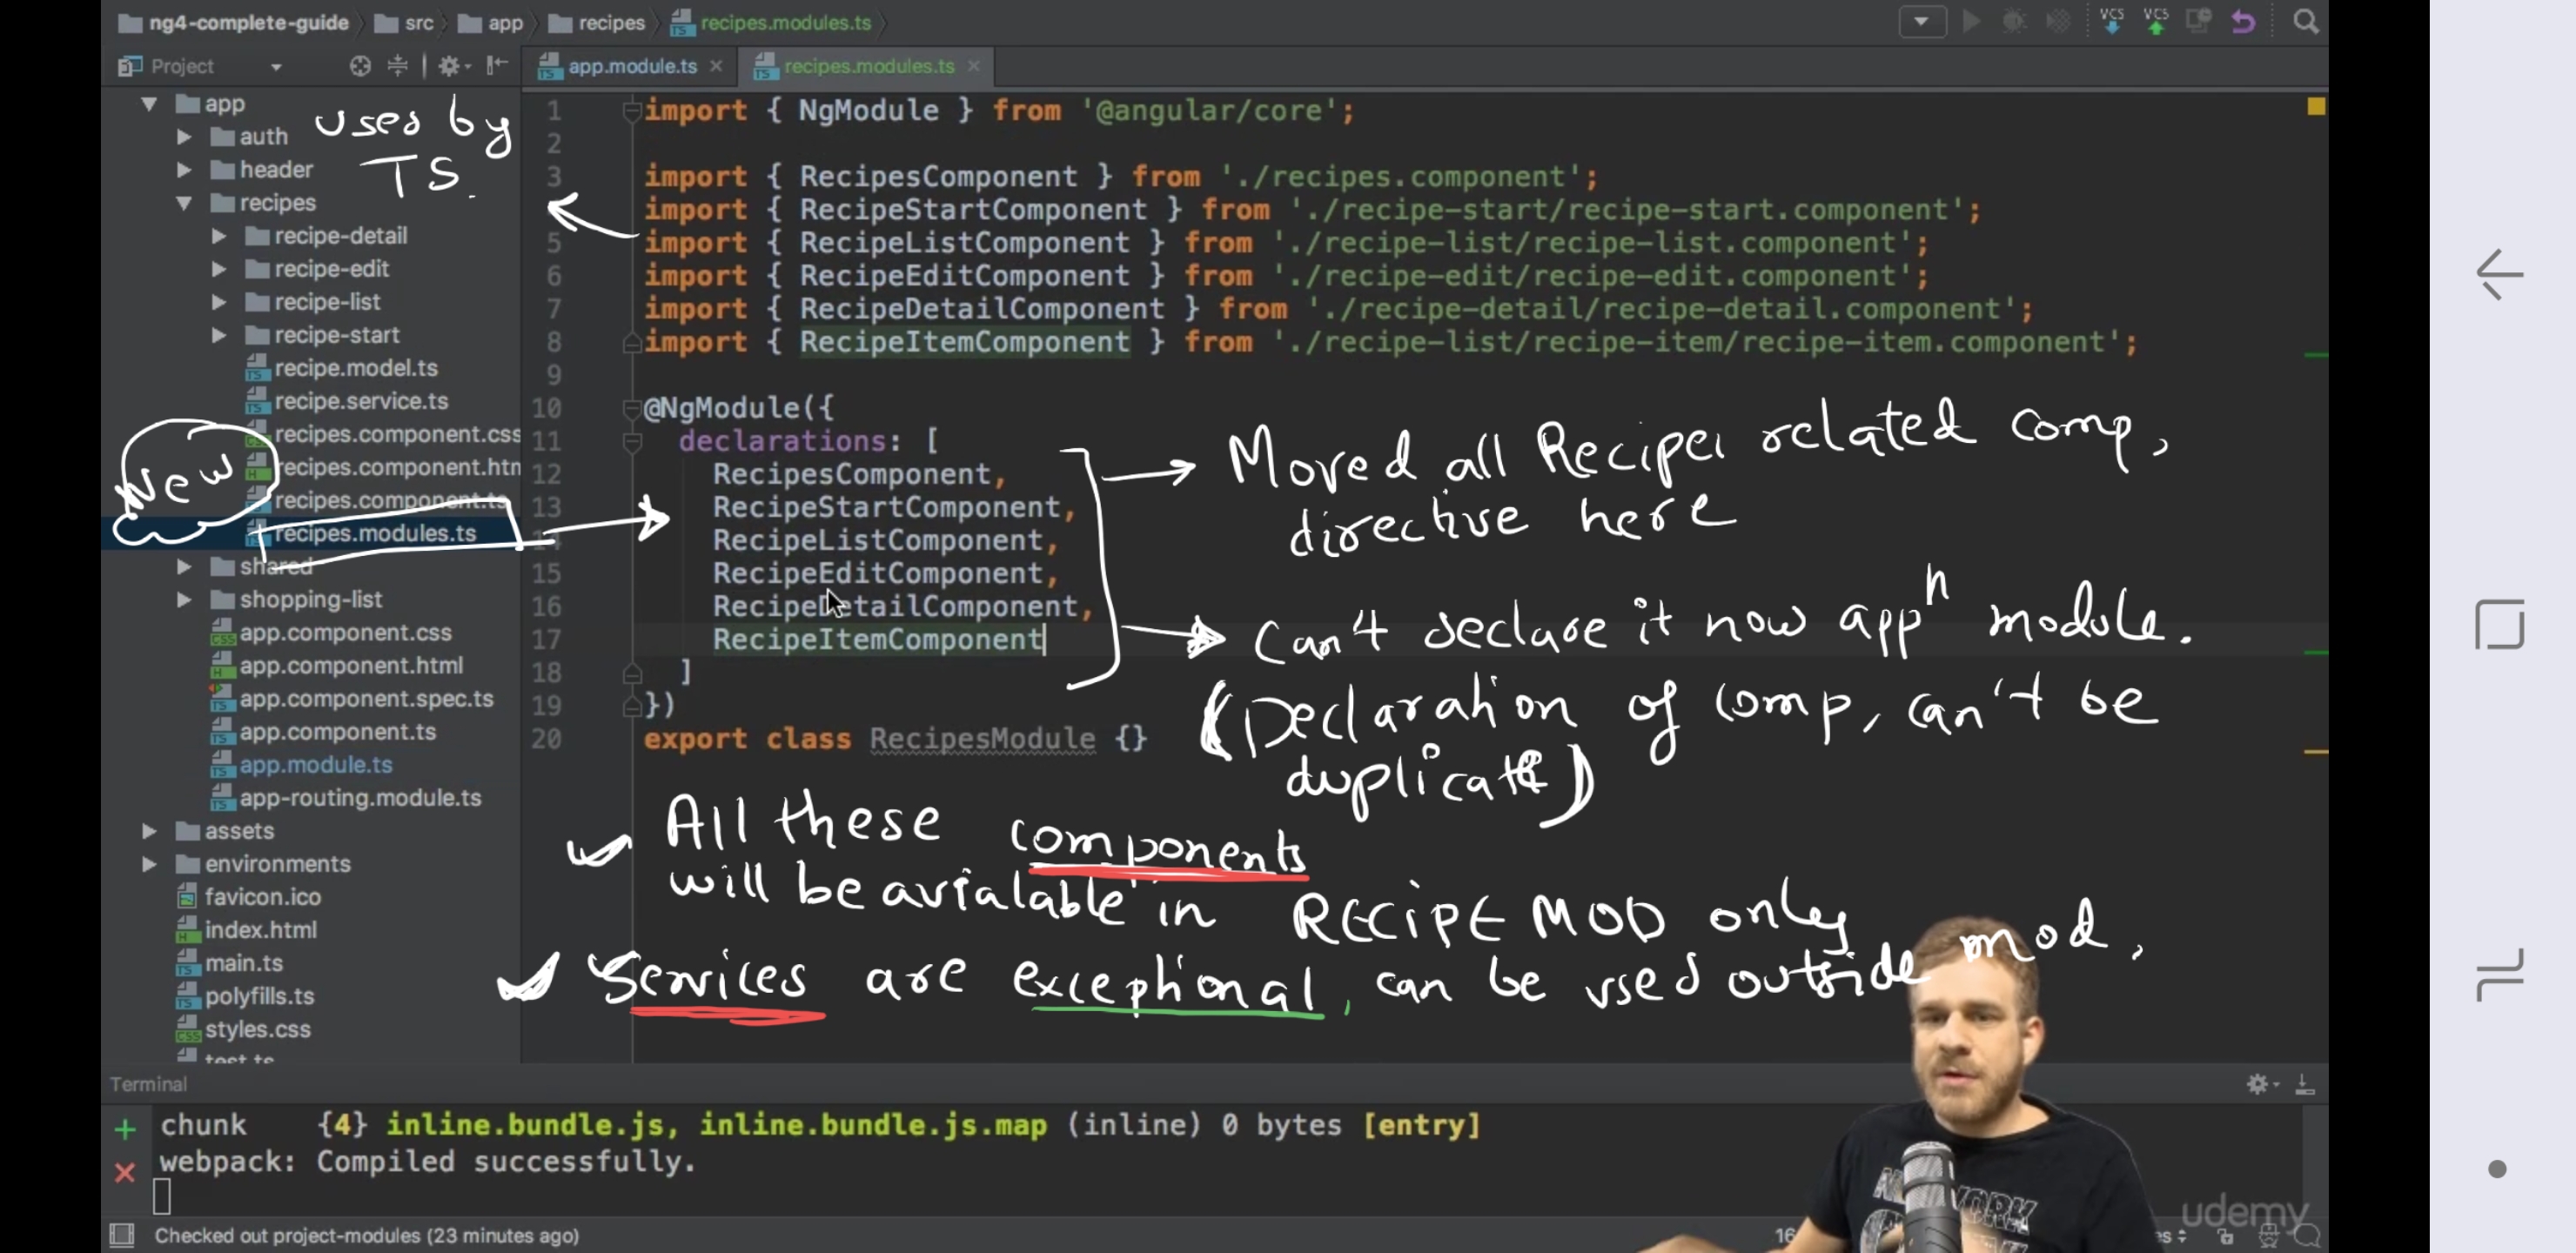 ng4-complete-guide src app recipes recipes.modules.ts
VCS VCS
Project
app.module.ts recipes.modules.ts
app
auth
header
recipes
recipe-detail
recipe-edit
recipe-list
recipe-start
recipe.model.ts
recipe.service.ts
recipes.component.css
recipes.component.htm
recipes.component.ts
recipes.modules.ts
shared
shopping-list
app.component.css
app.component.html
app.component.spec.ts
app.component.ts
app.module.ts
app-routing.module.ts
assets
environments
favicon.ico
index.html
main.ts
polyfills.ts
styles.css
test.ts
uses by
TS.
New
1 import { NgModule } from '@angular/core';
2
3 import { RecipesComponent } from './recipes.component';
import { RecipeStartComponent } from './recipe-start/recipe-start.component';
5 import { RecipeListComponent } from './recipe-list/recipe-list.component';
6 import { RecipeEditComponent } from './recipe-edit/recipe-edit.component';
7 import { RecipeDetailComponent } from './recipe-detail/recipe-detail.component';
8 import { RecipeItemComponent } from './recipe-list/recipe-item/recipe-item.component';
9
10 @NgModule({
11 declarations: [
12 RecipesComponent,
13 RecipeStartComponent,
14 RecipeListComponent,
15 RecipeEditComponent,
16 RecipeDetailComponent,
17 RecipeItemComponent
18 ]
19 })
20 export class RecipesModule {}
Moved all Recipes related comp,
directive here
Can't declare it now appn module.
(Declaration of comp, can't be
duplicate)
All these components
will be avialable in RECIPE MOD only
Services are exceptional, can be used outside mod.
Terminal
chunk {4} inline.bundle.js, inline.bundle.js.map (inline) 0 bytes [entry]
webpack: Compiled successfully.
Checked out project-modules (23 minutes ago)
16
udemy